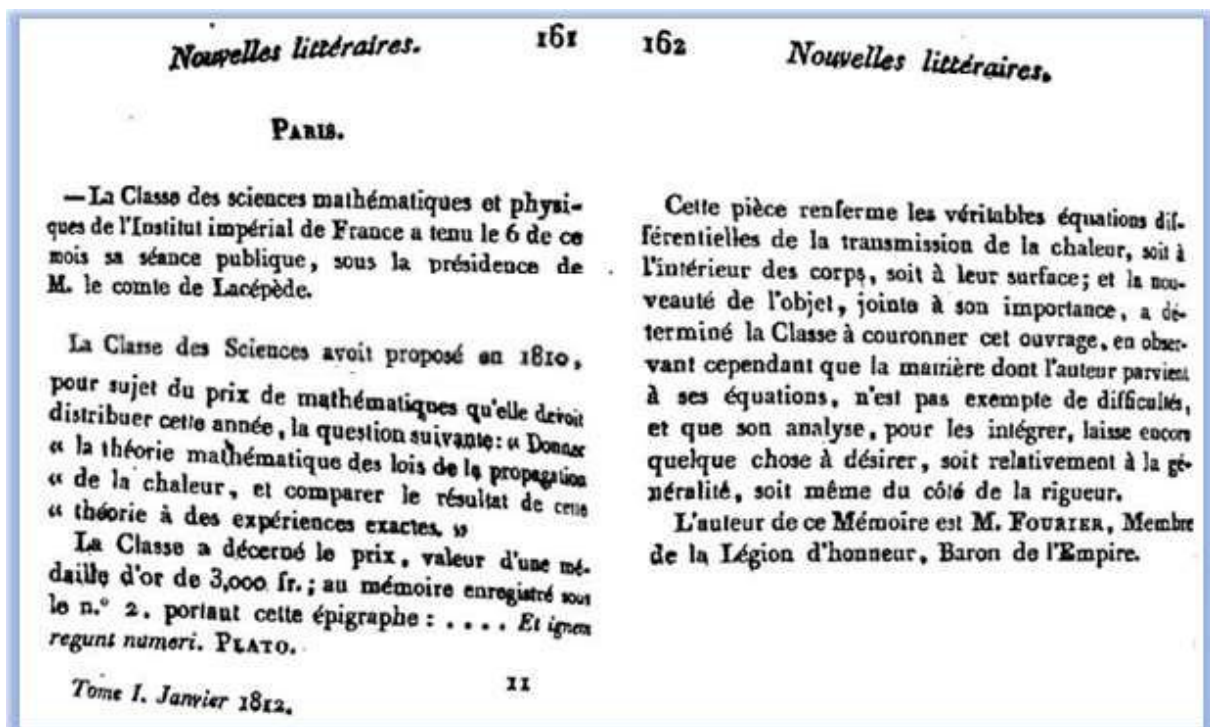 Nouvelles littéraires. 161
PARIS.
— La Classe des sciences mathématiques et physi-
ques de l'Institut impérial de France a tenu le 6 de ce
mois sa séance publique, sous la présidence de
M. le comte de Lacépède.
La Classe des Sciences avoit proposé en 1810,
pour sujet du prix de mathématiques qu'elle devoit
distribuer cette année, la question suivante: « Donner
« la théorie mathématique des lois de la propagation
« de la chaleur, et comparer le résultat de cette
« théorie à des expériences exactes. »
La Classe a décerné le prix, valeur d'une mé-
daille d'or de 3,000 fr.; au mémoire enregistré sous
le n.° 2. portant cette épigraphe : . . . . Et ignem
regunt numeri. PLATO.
Tome I. Janvier 1812. 11
162 Nouvelles littéraires.
Cette pièce renferme les véritables équations dif-
férentielles de la transmission de la chaleur, soit à
l'intérieur des corps, soit à leur surface; et la nou-
veauté de l'objet, jointe à son importance, a dé-
terminé la Classe à couronner cet ouvrage, en obser-
vant cependant que la manière dont l'auteur parvient
à ses équations, n'est pas exempte de difficultés,
et que son analyse, pour les intégrer, laisse encore
quelque chose à désirer, soit relativement à la gé-
néralité, soit même du côté de la rigueur.
L'auteur de ce Mémoire est M. FOURIER, Membre
de la Légion d'honneur, Baron de l'Empire.